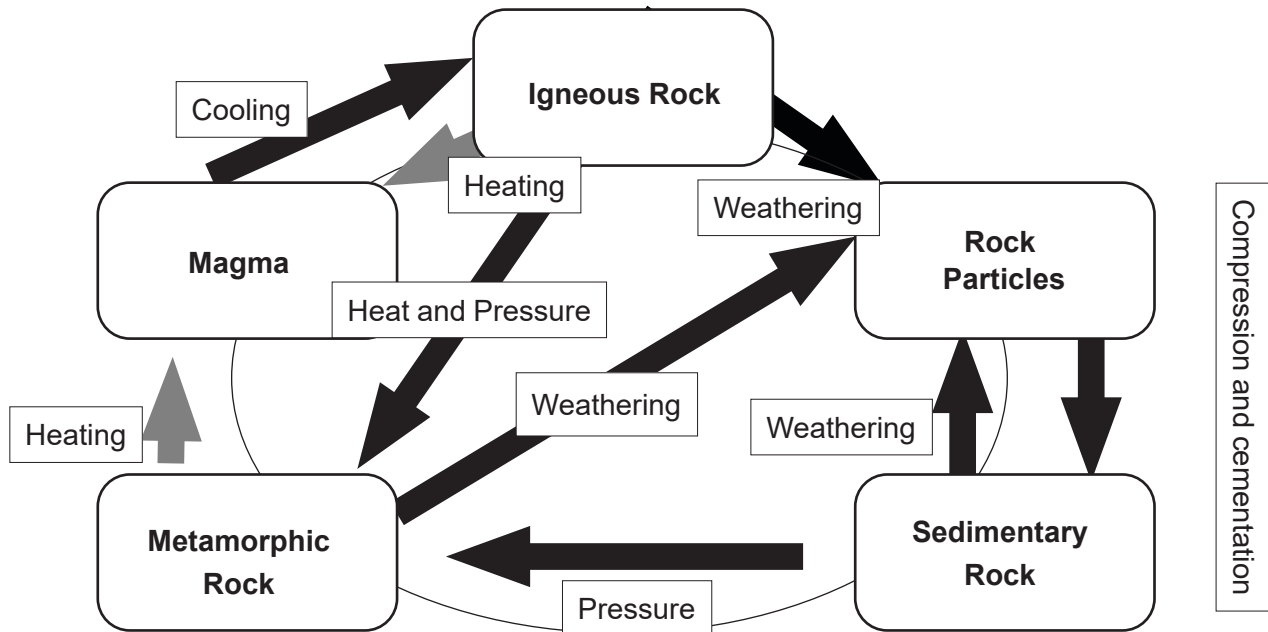 Igneous Rock
Cooling
Heating
Weathering
Magma
Rock
Particles
Heat and Pressure
Weathering
Weathering
Heating
Compression and cementation
Metamorphic
Rock
Sedimentary
Rock
Pressure